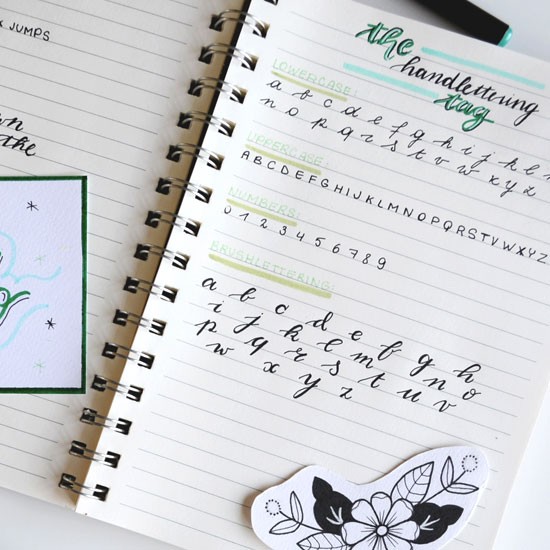 X JUMPS
the
the
handlettering
tag
LOWERCASE:
a b c d e f g h i j k l
n o p q r s t u v w x y z
UPPERCASE:
A B C D E F G H I J K L M N O P Q R S T U V W X Y Z
NUMBERS:
0 1 2 3 4 5 6 7 8 9
BRUSHLETTERING:
a b c d e f g h
i j k l m n o
p q r s t u v
w x y z